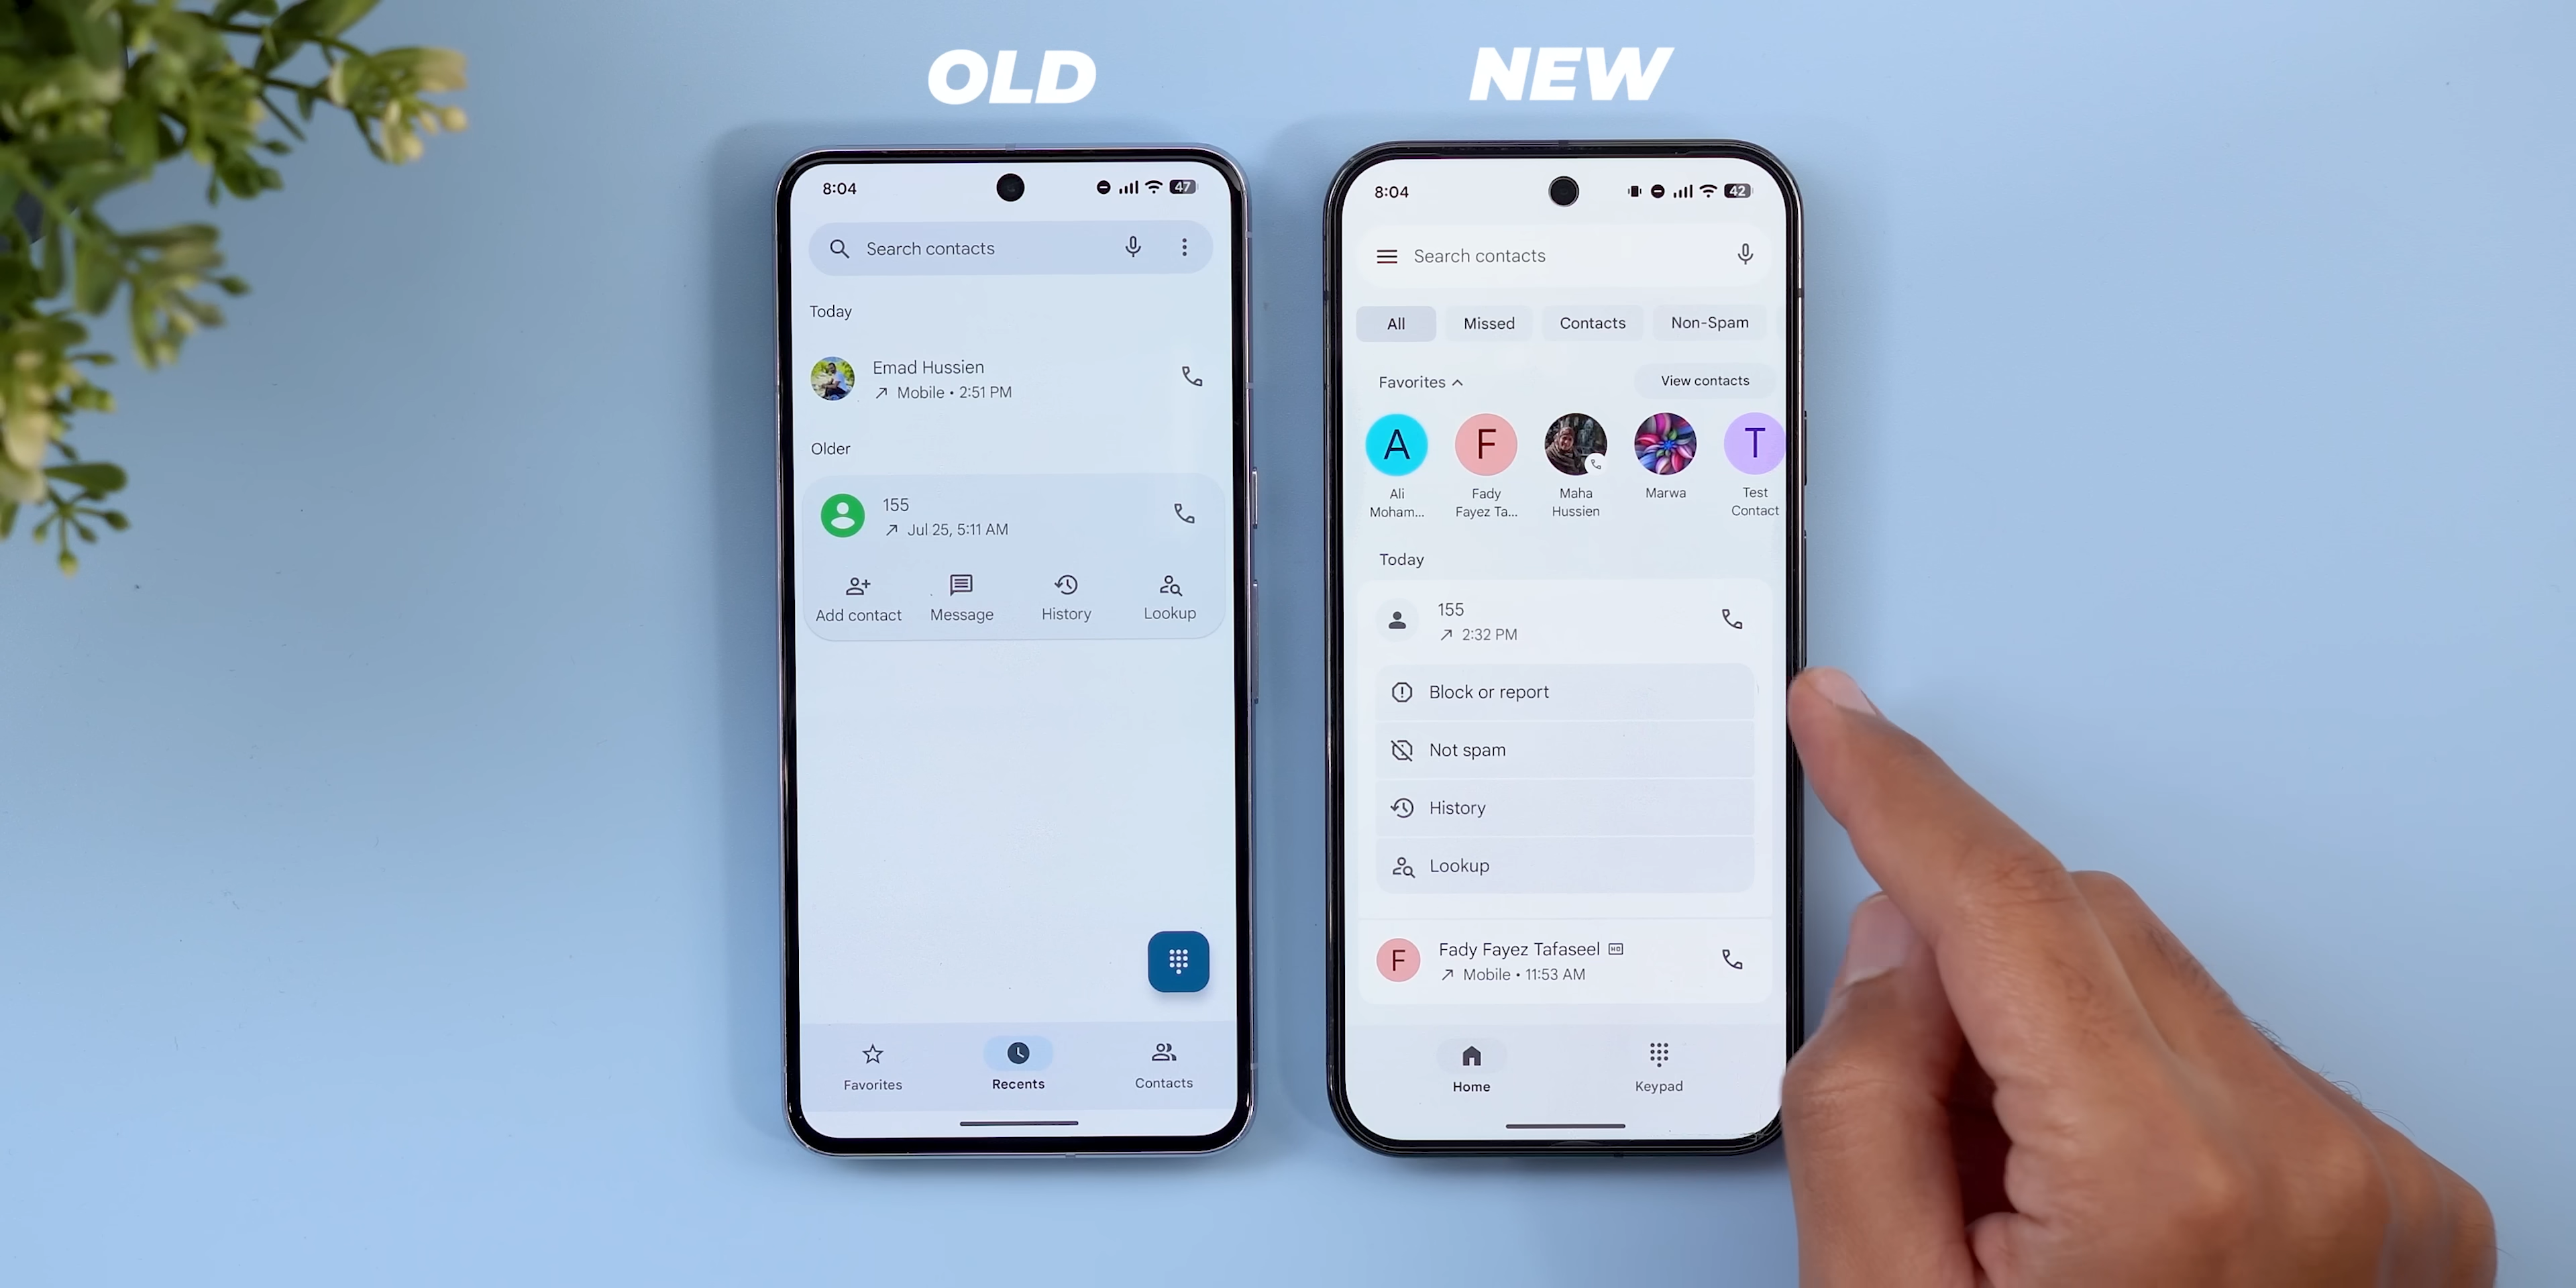 OLD
NEW
8:04
47
Search contacts
Today
Emad Hussien
Mobile • 2:51 PM
Older
155
Jul 25, 5:11 AM
Add contact
Message
History
Lookup
Favorites
Recents
Contacts
8:04
42
Search contacts
All
Missed
Contacts
Non-Spam
Favorites
View contacts
A
F
T
Ali
Moham...
Fady
Fayez Ta...
Maha
Hussien
Marwa
Test
Contact
Today
155
2:32 PM
Block or report
Not spam
History
Lookup
F
Fady Fayez Tafaseel HD
Mobile • 11:53 AM
Home
Keypad